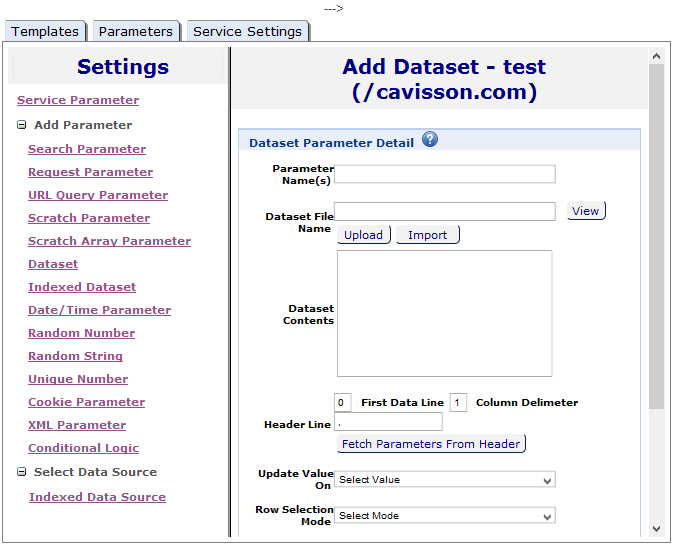 --->
Templates
Parameters
Service Settings
Settings
Service Parameter
Add Parameter
Search Parameter
Request Parameter
URL Query Parameter
Scratch Parameter
Scratch Array Parameter
Dataset
Indexed Dataset
Date/Time Parameter
Random Number
Random String
Unique Number
Cookie Parameter
XML Parameter
Conditional Logic
Select Data Source
Indexed Data Source
Add Dataset - test
(/cavisson.com)
Dataset Parameter Detail ?
Parameter
Name(s)
Dataset File
Name
View
Upload
Import
Dataset
Contents
0 First Data Line 1 Column Delimeter
Header Line ,
Fetch Parameters From Header
Update Value
On
Select Value
Row Selection
Mode
Select Mode